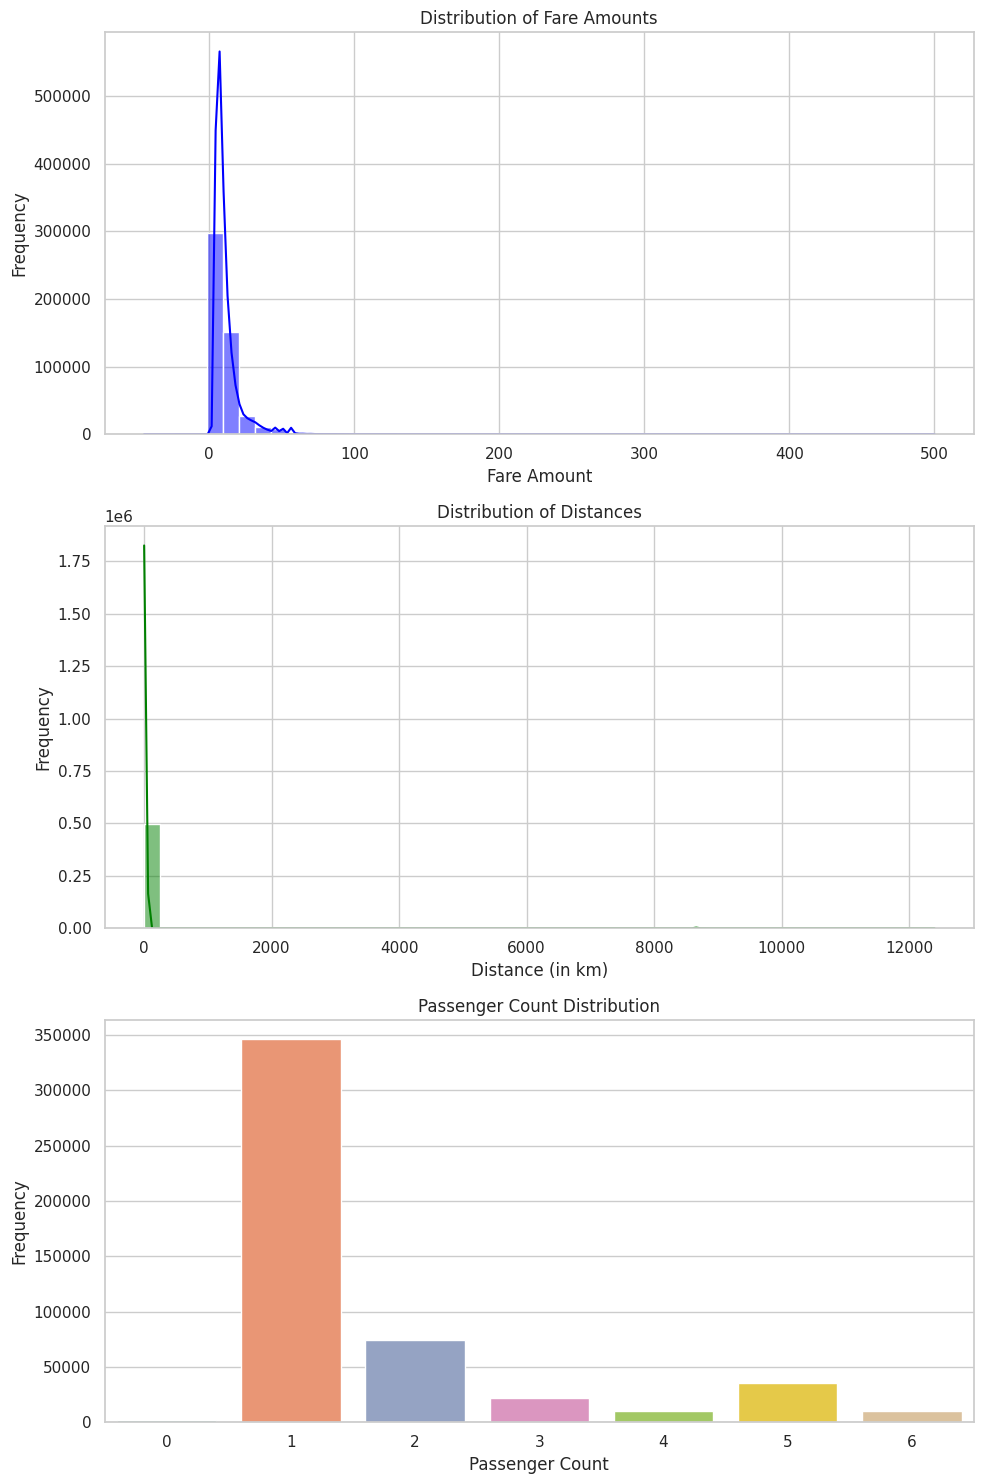 Distribution of Fare Amounts
500000
400000
300000
200000
100000
0
Frequency
0 100 200 300 400 500
Fare Amount
Distribution of Distances
1e6
1.75
1.50
1.25
1.00
0.75
0.50
0.25
0.00
Frequency
0 2000 4000 6000 8000 10000 12000
Distance (in km)
Passenger Count Distribution
350000
300000
250000
200000
150000
100000
50000
0
Frequency
0 1 2 3 4 5 6
Passenger Count